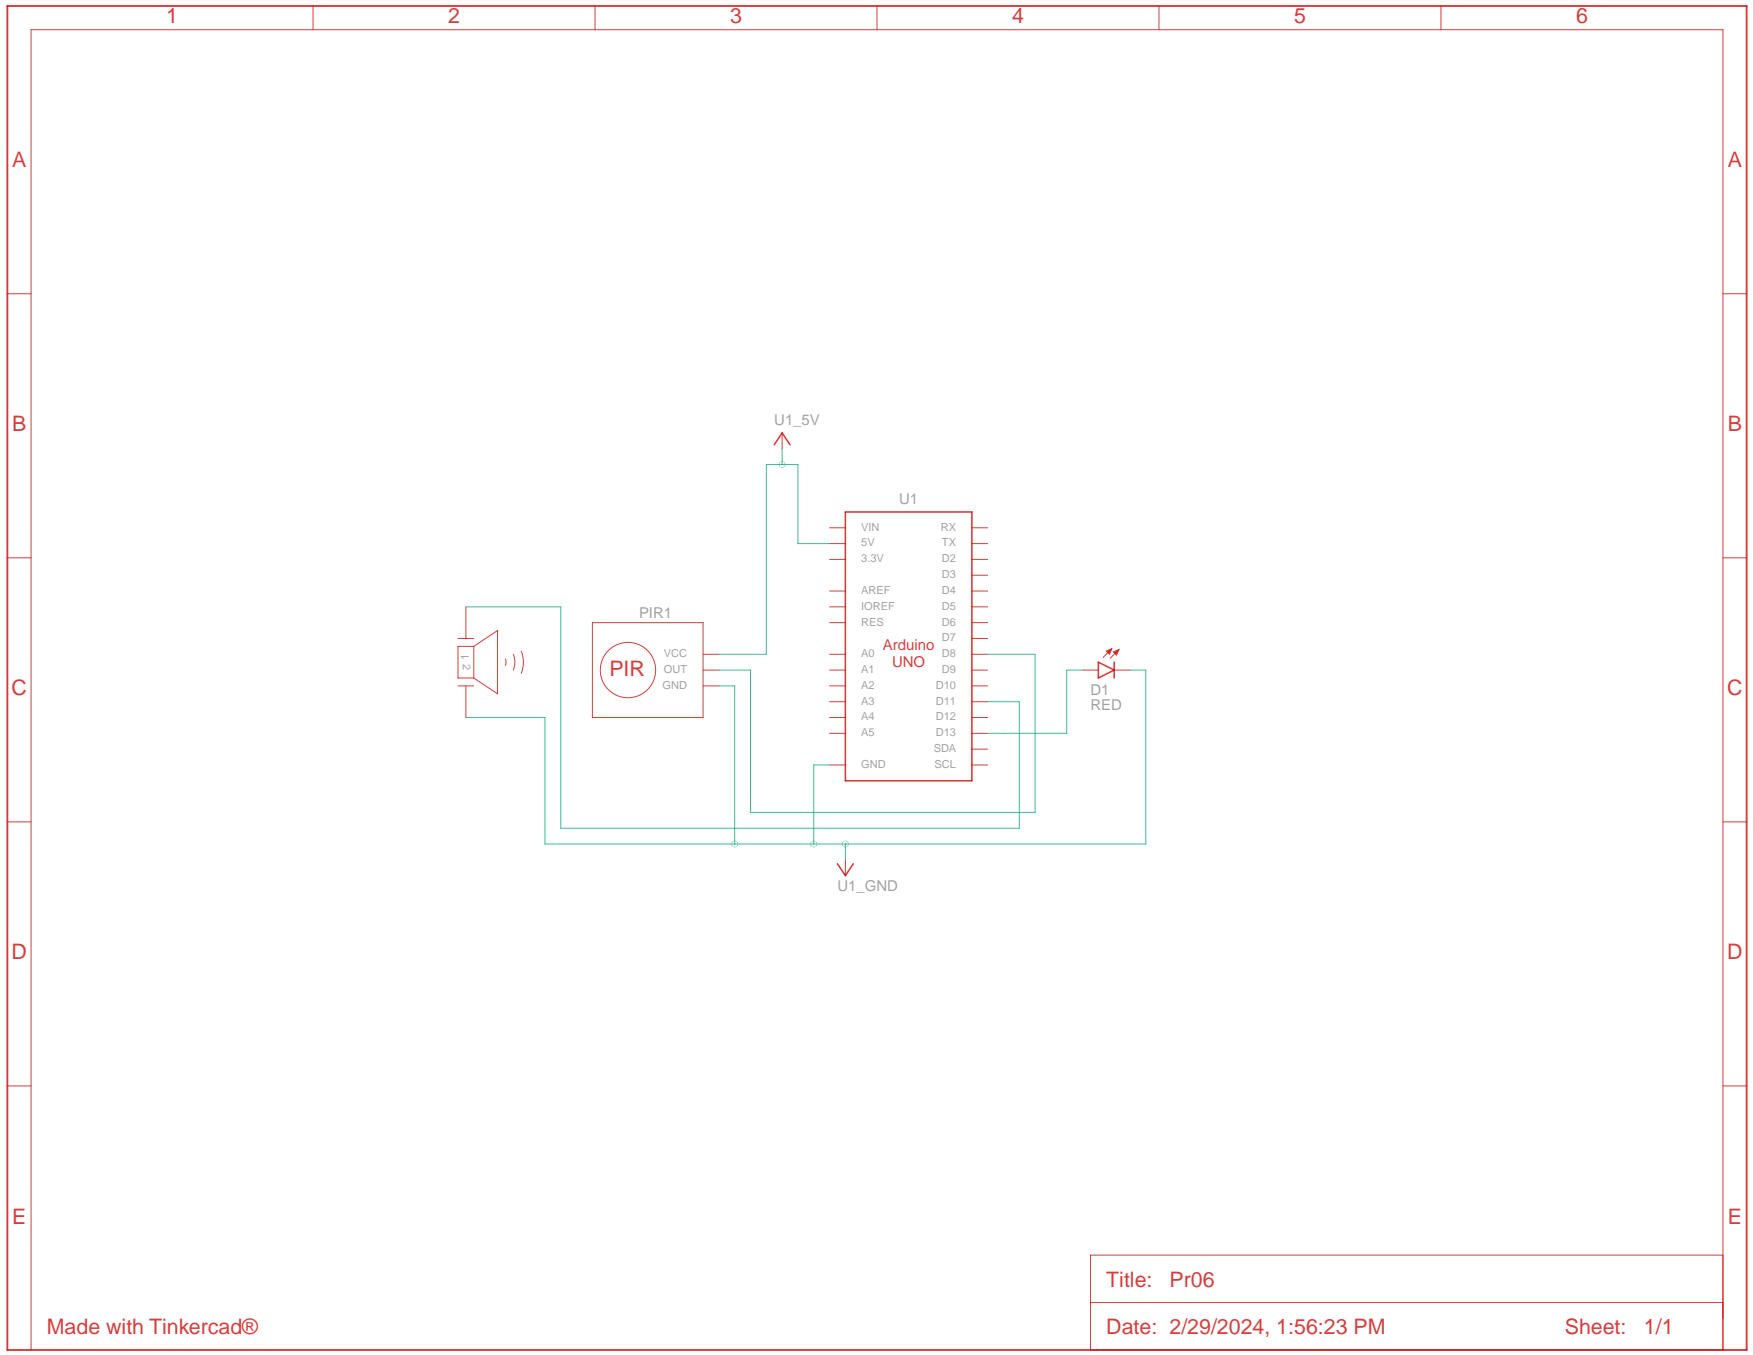 1 2 3 4 5 6
A A
B B
U1_5V
U1
VIN RX
5V TX
3.3V D2
D3
AREF D4
IOREF D5
RES D6
D7
Arduino
UNO
A0 D8
A1 D9
A2 D10
A3 D11
A4 D12
A5 D13
SDA
GND SCL
PIR1
PIR
VCC
OUT
GND
1 2
D1
RED
C C
U1_GND
D D
E E
Title: Pr06
Made with Tinkercad®
Date: 2/29/2024, 1:56:23 PM Sheet: 1/1